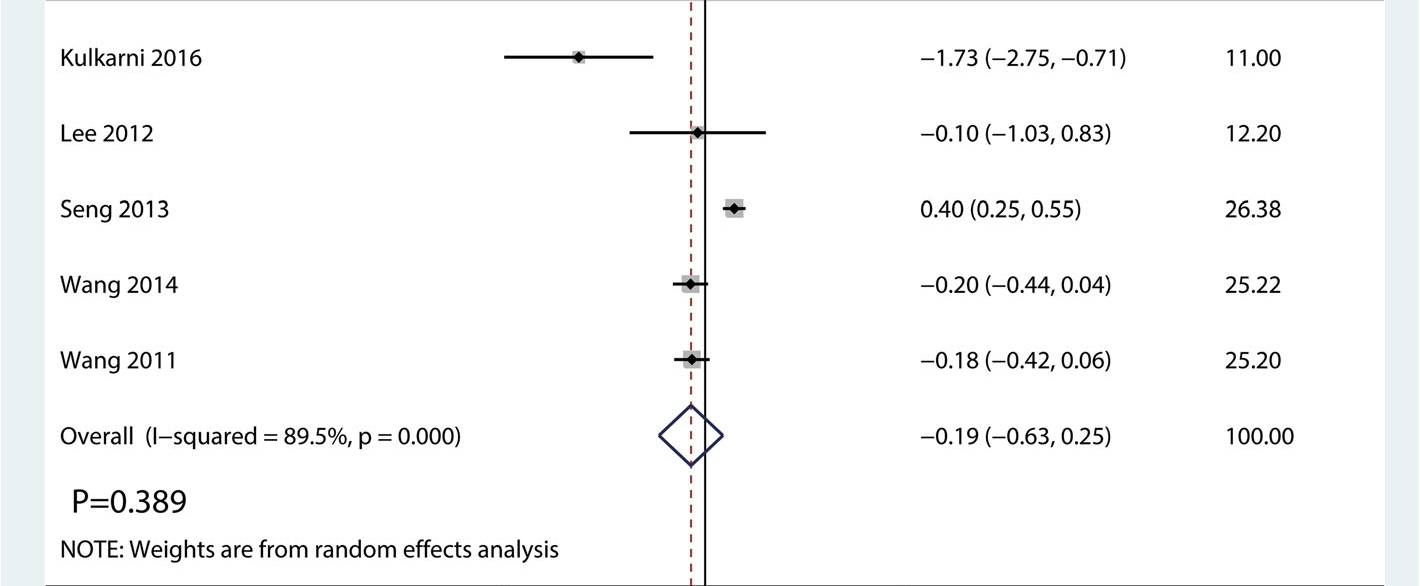 Kulkarni 2016 −1.73 (−2.75, −0.71) 11.00
Lee 2012 −0.10 (−1.03, 0.83) 12.20
Seng 2013 0.40 (0.25, 0.55) 26.38
Wang 2014 −0.20 (−0.44, 0.04) 25.22
Wang 2011 −0.18 (−0.42, 0.06) 25.20
Overall (I−squared = 89.5%, p = 0.000) −0.19 (−0.63, 0.25) 100.00
P=0.389
NOTE: Weights are from random effects analysis